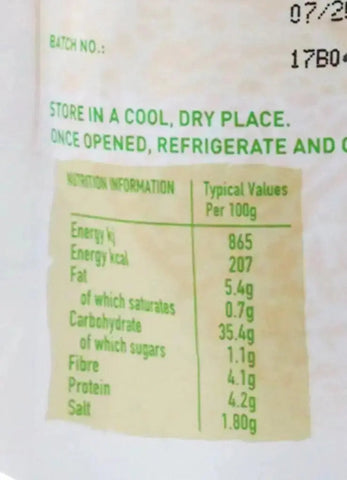 07/2
BATCH NO.:
17B0
STORE IN A COOL, DRY PLACE.
ONCE OPENED, REFRIGERATE AND
NUTRITION INFORMATION Typical Values Per 100g
Energy kj 865
Energy kcal 207
Fat 5.4g
of which saturates 0.7g
Carbohydrate 35.4g
of which sugars 1.1g
Fibre 4.1g
Protein 4.2g
Salt 1.80g